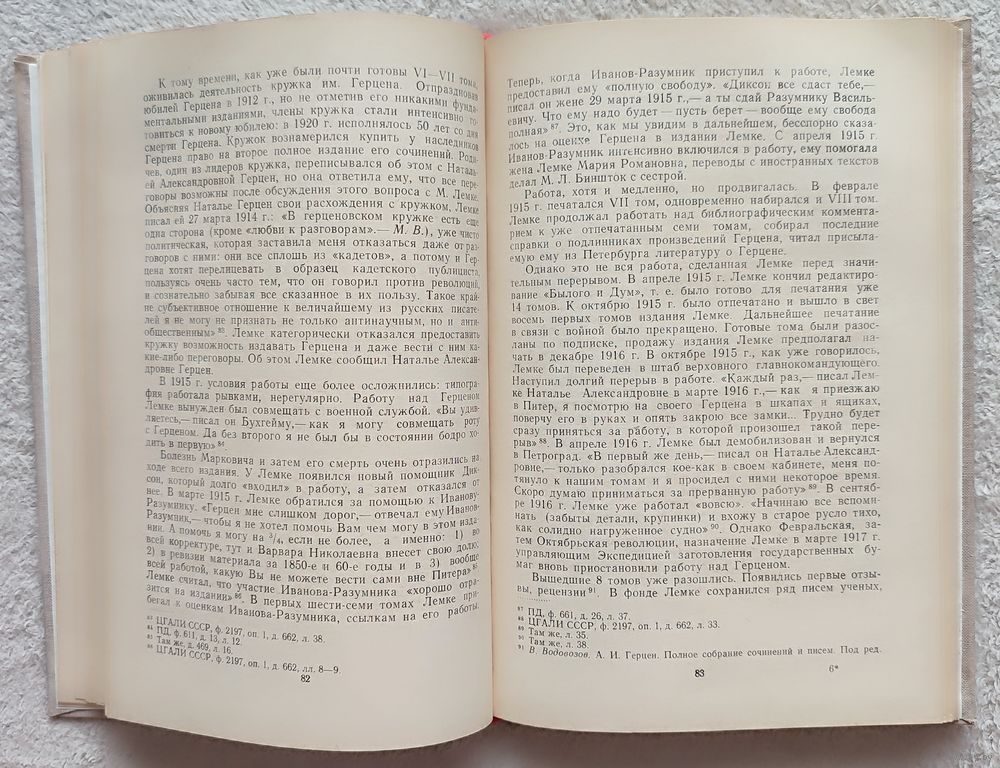 К тому времени, как уже были почти готовы VI—VII тома,
оживилась деятельность кружка им. Герцена. Отпраздновав
юбилей Герцена в 1912 г., но не отметив его никакими фунда-
ментальными изданиями, члены кружка стали интенсивно го-
товиться к новому юбилею: в 1920 г. исполнялось 50 лет со дня
смерти Герцена. Кружок вознамерился купить у наследников
Герцена право на второе полное издание его сочинений. Роди-
чев, один из лидеров кружка, переписывался об этом с Наталь-
ей Александровной Герцен, но она ответила ему, что все пере-
говоры возможны после обсуждения этого вопроса с М. Лемке.
Объясняя Наталье Герцен свои расхождения с кружком, Лемке
писал ей 27 марта 1914 г.: «В герценовском кружке есть еще
одна сторона (кроме «любви к разговорам».— М. В.), уже чисто
политическая, которая заставила меня отказаться даже от раз-
говоров с ними: они все сплошь из «кадетов», а потому и Гер-
цена хотят перелицевать в образец кадетского публициста,
пользуясь очень часто тем, что он говорил против революций,
и сознательно забывая все сказанное в их пользу. Такое край-
не субъективное отношение к величайшему из русских писате-
лей я не могу не признать не только антинаучным, но и анти-
общественным» 83. Лемке категорически отказался предоставить
кружку возможность издавать Герцена и даже вести с ним ка-
кие-либо переговоры. Об этом Лемке сообщил Наталье Алексан-
дровне Герцен.
В 1915 г. условия работы еще более осложнились: типогра-
фия работала рывками, нерегулярно. Работу над Герценом
Лемке вынужден был совмещать с военной службой. «Вы удив-
ляетесь,— писал он Бухгейму,— как я могу совмещать роту
с Герценом. Да без второго я не был бы в состоянии бодро хо-
дить в первую» 84.
Болезнь Марковича и затем его смерть очень отразились на
ходе всего издания. У Лемке появился новый помощник Дик-
сон, который долго «входил» в работу, а затем отказался от
нее. В марте 1915 г. Лемке обратился за помощью к Иванову-
Разумнику. «Герцен мне слишком дорог,— отвечал ему Иванов-
Разумник,— чтобы я не хотел помочь Вам чем могу в этом изда-
нии. А помочь я могу на 3/4, если не более, а именно: 1) во
всей корректуре, тут и Варвара Николаевна внесет свою долю;
2) в ревизии материала за 1850-е и 60-е годы и в 3) вообще
всей работой, какую Вы не можете вести сами вне Питера» 85.
Лемке считал, что участие Иванова-Разумника «хорошо отра-
зится на издании» 86. В первых шести-семи томах Лемке при-
бегал к оценкам Иванова-Разумника, ссылкам на его работы.
83 ЦГАЛИ СССР, ф. 2197, оп. 1, д. 662, л. 38.
84 ПД, ф. 611, д. 13, л. 12.
85 Там же, д. 469, л. 16.
86 ЦГАЛИ СССР, ф. 2197, оп. 1, д. 662, лл. 8—9.
82
Теперь, когда Иванов-Разумник приступил к работе, Лемке
предоставил ему «полную свободу». «Диксон все сдаст тебе,—
писал он жене 29 марта 1915 г.,— а ты сдай Разумнику Василь-
евичу. Что ему надо будет — пусть берет — вообще ему свобода
полная» 87. Это, как мы увидим в дальнейшем, бесспорно сказа-
лось на оценке Герцена в издании Лемке. С апреля 1915 г.
Иванов-Разумник интенсивно включился в работу, ему помогала
жена Лемке Мария Романовна, переводы с иностранных текстов
делал М. Л. Биншток с сестрой.
Работа, хотя и медленно, но продвигалась. В феврале
1915 г. печатался VII том, одновременно набирался и VIII том.
Лемке продолжал работать над библиографическим коммента-
рием к уже отпечатанным семи томам, собирал последние
справки о подлинниках произведений Герцена, читал присыла-
емую ему из Петербурга литературу о Герцене.
Однако это не вся работа, сделанная Лемке перед значи-
тельным перерывом. В апреле 1915 г. Лемке кончил редактиро-
вание «Былого и Дум», т. е. было готово для печатания уже
14 томов. К октябрю 1915 г. было отпечатано и вышло в свет
восемь первых томов издания Лемке. Дальнейшее печатание
в связи с войной было прекращено. Готовые тома были разос-
ланы по подписке, продажу издания Лемке предполагал на-
чать в декабре 1916 г. В октябре 1915 г., как уже говорилось,
Лемке был переведен в штаб верховного главнокомандующего.
Наступил долгий перерыв в работе. «Каждый раз,— писал Лем-
ке Наталье Александровне в марте 1916 г.,— как я приезжаю
в Питер, я посмотрю на своего Герцена в шкапах и ящиках,
поверчу его в руках и опять закрою все замки... Трудно будет
сразу приняться за работу, в которой произошел такой пере-
рыв» 88. В апреле 1916 г. Лемке был демобилизован и вернулся
в Петроград. «В первый же день,— писал он Наталье Александ-
ровне,— только разобрался кое-как в своем кабинете, меня по-
тянуло к нашим томам и я просидел с ними некоторое время.
Скоро думаю приниматься за прерванную работу» 89. В сентяб-
ре 1916 г. Лемке уже работал «вовсю». «Начинаю все вспоми-
нать (забыты детали, крупинки) и вхожу в старое русло тихо,
как солидно нагруженное судно» 90. Однако Февральская, за-
тем Октябрьская революции, назначение Лемке в марте 1917 г.
управляющим Экспедицией заготовления государственных бу-
маг вновь приостановили работу над Герценом.
Вышедшие 8 томов уже разошлись. Появились первые отзы-
вы, рецензии 91. В фонде Лемке сохранился ряд писем ученых,
87 ПД, ф. 661, д. 26, л. 37.
88 ЦГАЛИ СССР, ф. 2197, оп. 1, д. 662, л. 33.
89 Там же, л. 35.
90 Там же, л. 38.
91 В. Водовозов. А. И. Герцен. Полное собрание сочинений и писем. Под ред.
83
6*